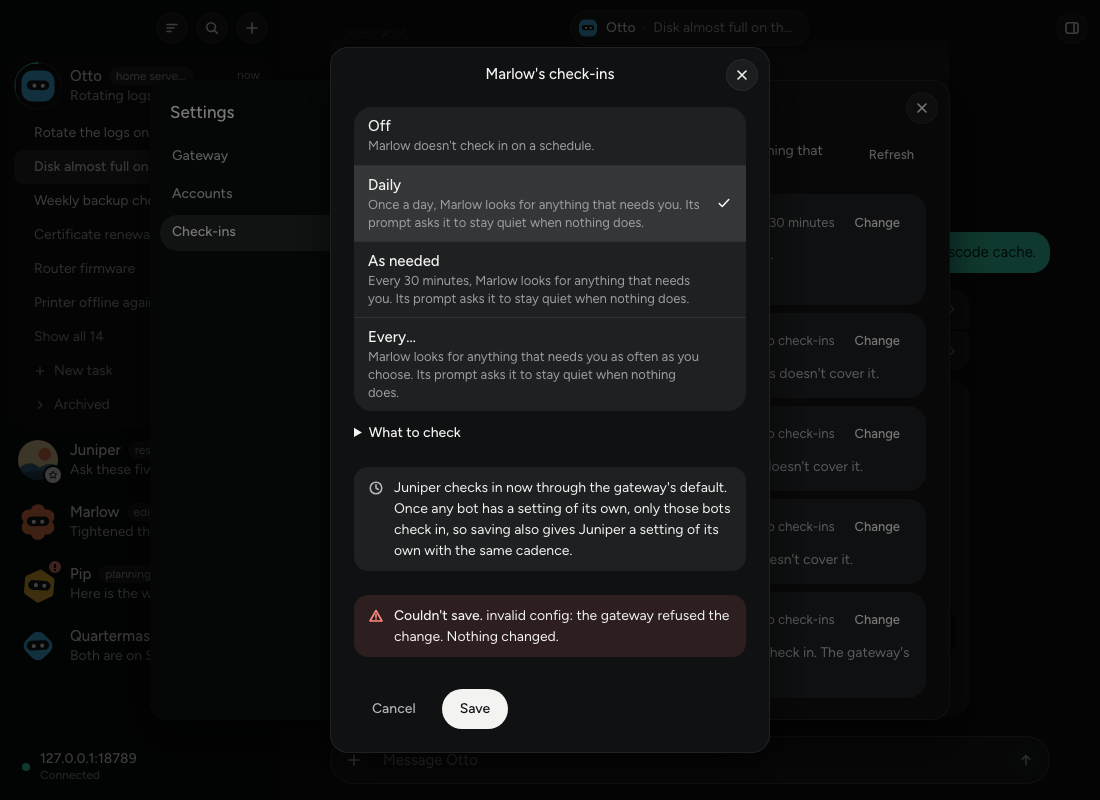 Otto · Disk almost full on th...
Otto home serve... now
Rotating logs
Rotate the logs on
Disk almost full on
Weekly backup che
Certificate renewa
Router firmware
Printer offline again
Show all 14
New task
Archived
Juniper res
Ask these five
Marlow edi
Tightened th
Pip planning
Here is the w
Quartermas
Both are on S
127.0.0.1:18789
Connected
Settings
Gateway
Accounts
Check-ins
Marlow's check-ins
Off
Marlow doesn't check in on a schedule.
Daily
Once a day, Marlow looks for anything that needs you. Its
prompt asks it to stay quiet when nothing does.
As needed
Every 30 minutes, Marlow looks for anything that needs
you. Its prompt asks it to stay quiet when nothing does.
Every...
Marlow looks for anything that needs you as often as you
choose. Its prompt asks it to stay quiet when nothing
does.
What to check
Juniper checks in now through the gateway's default.
Once any bot has a setting of its own, only those bots
check in, so saving also gives Juniper a setting of its
own with the same cadence.
Couldn't save. invalid config: the gateway refused the
change. Nothing changed.
Cancel
Save
hing that
Refresh
30 minutes Change
o check-ins Change
s doesn't cover it.
o check-ins Change
doesn't cover it.
o check-ins Change
esn't cover it.
o check-ins Change
heck in. The gateway's
scode cache.
Message Otto